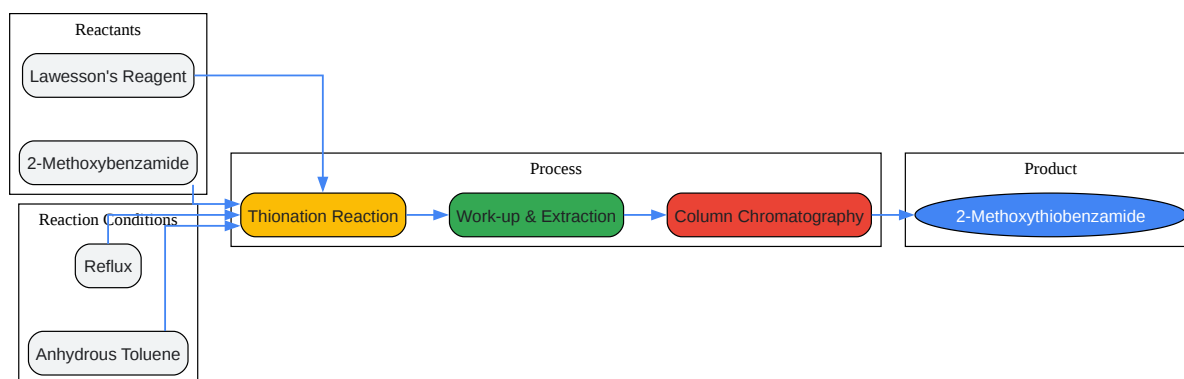 Reactants
Lawesson's Reagent
2-Methoxybenzamide
Reaction Conditions
Reflux
Anhydrous Toluene
Process
Thionation Reaction
Work-up & Extraction
Column Chromatography
Product
2-Methoxythiobenzamide